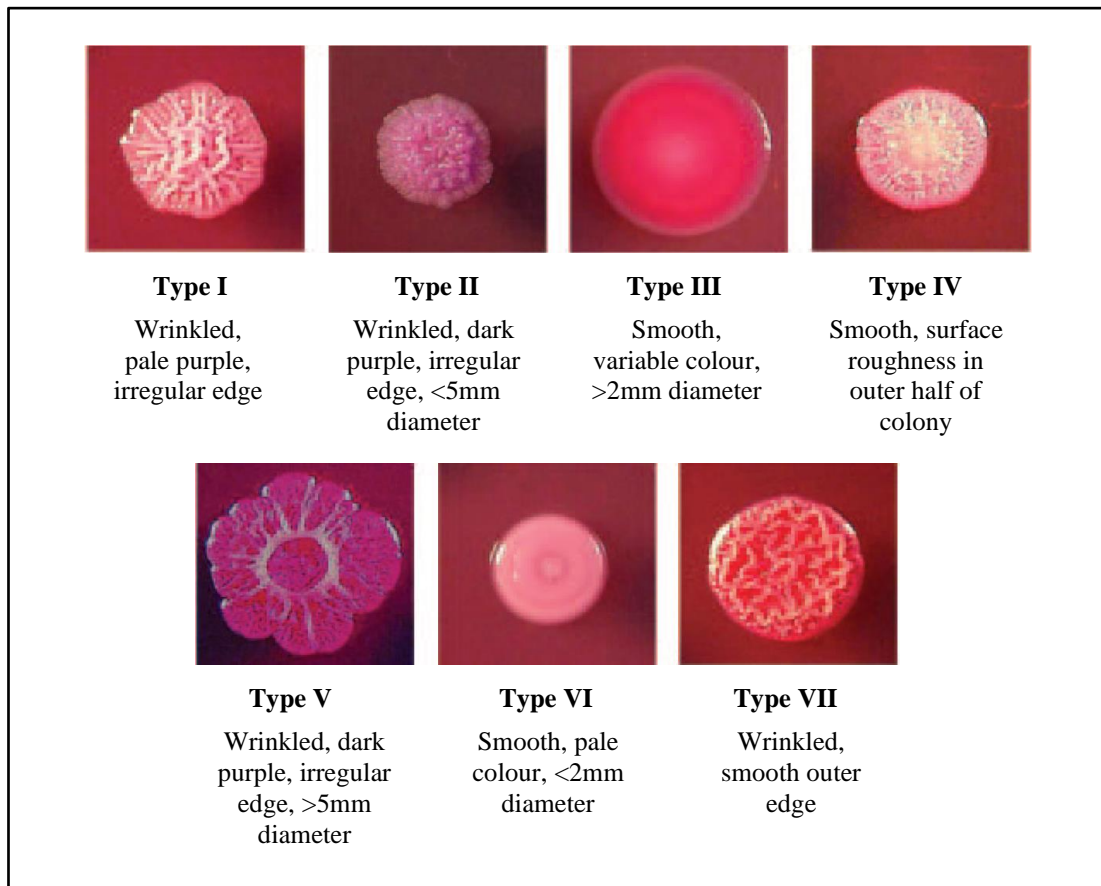 Type I
Type II
Type III
Type IV
Wrinkled,
pale purple,
irregular edge
Wrinkled, dark
purple, irregular
edge, <5mm
diameter
Smooth,
variable colour,
>2mm diameter
Smooth, surface
roughness in
outer half of
colony
Type V
Type VI
Type VII
Wrinkled, dark
purple, irregular
edge, >5mm
diameter
Smooth, pale
colour, <2mm
diameter
Wrinkled,
smooth outer
edge